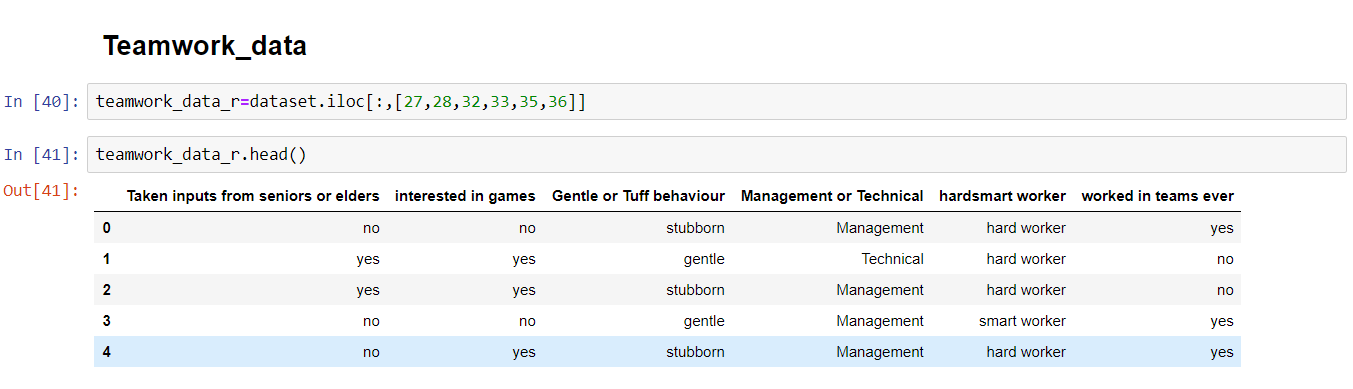 Teamwork_data
In [40]: teamwork_data_r=dataset.iloc[:,[27,28,32,33,35,36]]
In [41]: teamwork_data_r.head()
Out[41]:
Taken inputs from seniors or elders interested in games Gentle or Tuff behaviour Management or Technical hardsmart worker worked in teams ever
0 no no stubborn Management hard worker yes
1 yes yes gentle Technical hard worker no
2 yes yes stubborn Management hard worker no
3 no no gentle Management smart worker yes
4 no yes stubborn Management hard worker yes